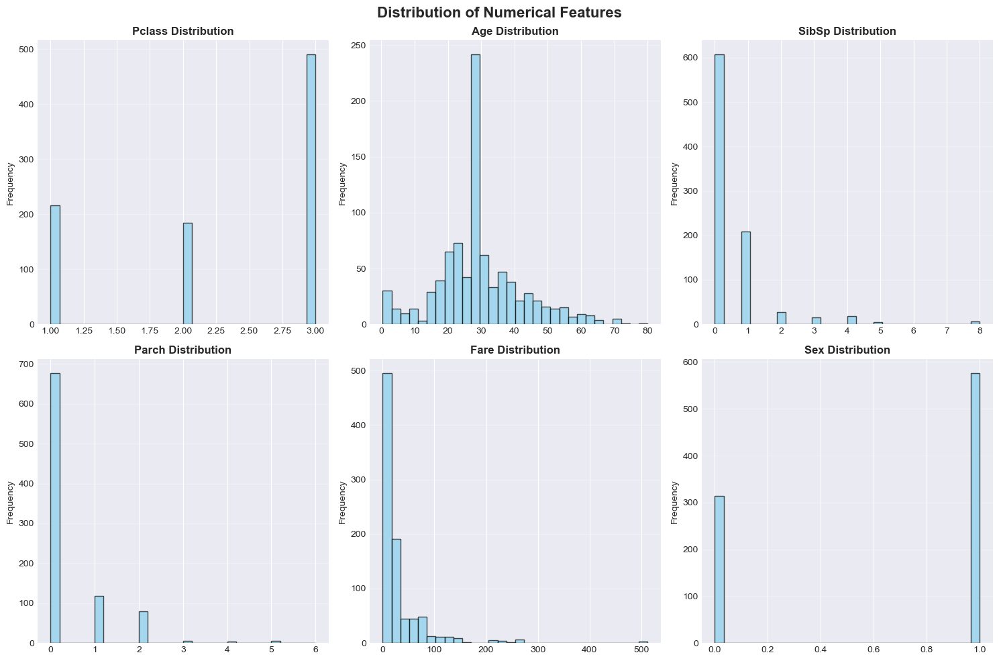 Distribution of Numerical Features
Pclass Distribution
Frequency
500
400
300
200
100
0
1.00 1.25 1.50 1.75 2.00 2.25 2.50 2.75 3.00
Age Distribution
Frequency
250
200
150
100
50
0
0 10 20 30 40 50 60 70 80
SibSp Distribution
Frequency
600
500
400
300
200
100
0
0 1 2 3 4 5 6 7 8
Parch Distribution
Frequency
700
600
500
400
300
200
100
0
0 1 2 3 4 5 6
Fare Distribution
Frequency
500
400
300
200
100
0
0 100 200 300 400 500
Sex Distribution
Frequency
600
500
400
300
200
100
0
0.0 0.2 0.4 0.6 0.8 1.0